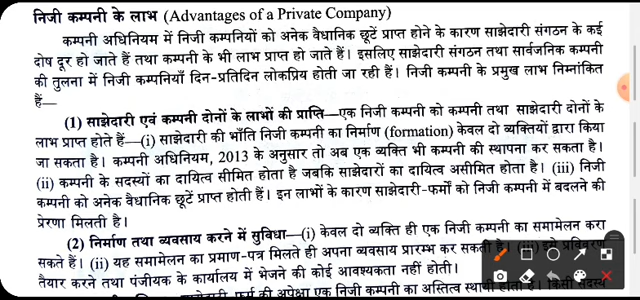 निजी कम्पनी के लाभ (Advantages of a Private Company)
कम्पनी अधिनियम में निजी कम्पनियों को अनेक वैधानिक छूटें प्राप्त होने के कारण साझेदारी संगठन के कई
दोष दूर हो जाते हैं तथा कम्पनी के भी लाभ प्राप्त हो जाते हैं। इसलिए साझेदारी संगठन तथा सार्वजनिक कम्पनी
की तुलना में निजी कम्पनियाँ दिन-प्रतिदिन लोकप्रिय होती जा रही हैं। निजी कम्पनी के प्रमुख लाभ निम्नांकित
हैं—
(1) साझेदारी एवं कम्पनी दोनों के लाभों की प्राप्ति—एक निजी कम्पनी को कम्पनी तथा साझेदारी दोनों के
लाभ प्राप्त होते हैं—(i) साझेदारी की भाँति निजी कम्पनी का निर्माण (formation) केवल दो व्यक्तियों द्वारा किया
जा सकता है। कम्पनी अधिनियम, 2013 के अनुसार तो अब एक व्यक्ति भी कम्पनी की स्थापना कर सकता है।
(ii) कम्पनी के सदस्यों का दायित्व सीमित होता है जबकि साझेदारों का दायित्व असीमित होता है। (iii) निजी
कम्पनी को अनेक वैधानिक छूटें प्राप्त होती हैं। इन लाभों के कारण साझेदारी-फर्मों को निजी कम्पनी में बदलने की
प्रेरणा मिलती है।
(2) निर्माण तथा व्यवसाय करने में सुविधा—(i) केवल दो व्यक्ति ही एक निजी कम्पनी का समामेलन करा
सकते हैं। (ii) यह समामेलन का प्रमाण-पत्र मिलते ही अपना व्यवसाय प्रारम्भ कर सकती है। (iii) इसे प्रविवरण
तैयार करने तथा पंजीयक के कार्यालय में भेजने की कोई आवश्यकता नहीं होती।
फर्म की अपेक्षा एक निजी कम्पनी का अस्तित्व स्थायी होता है। किसी सदस्य